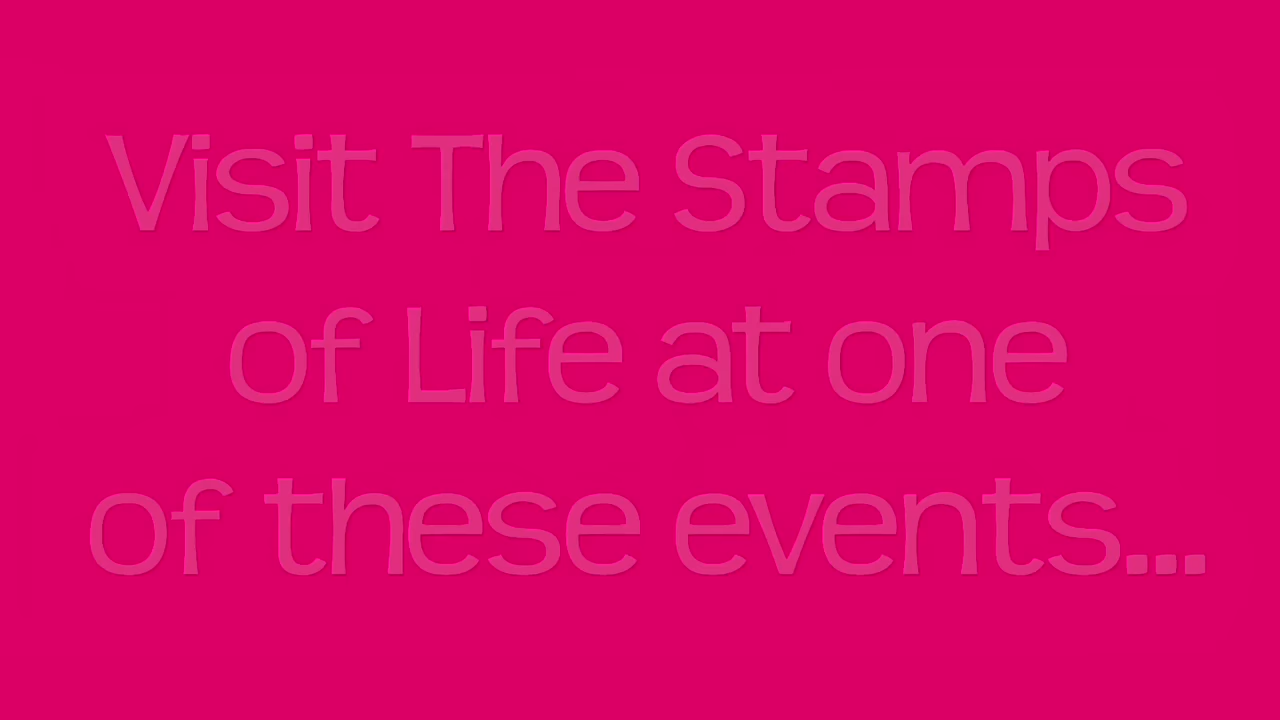 Visit The Stamps
of Life at one
of these events...